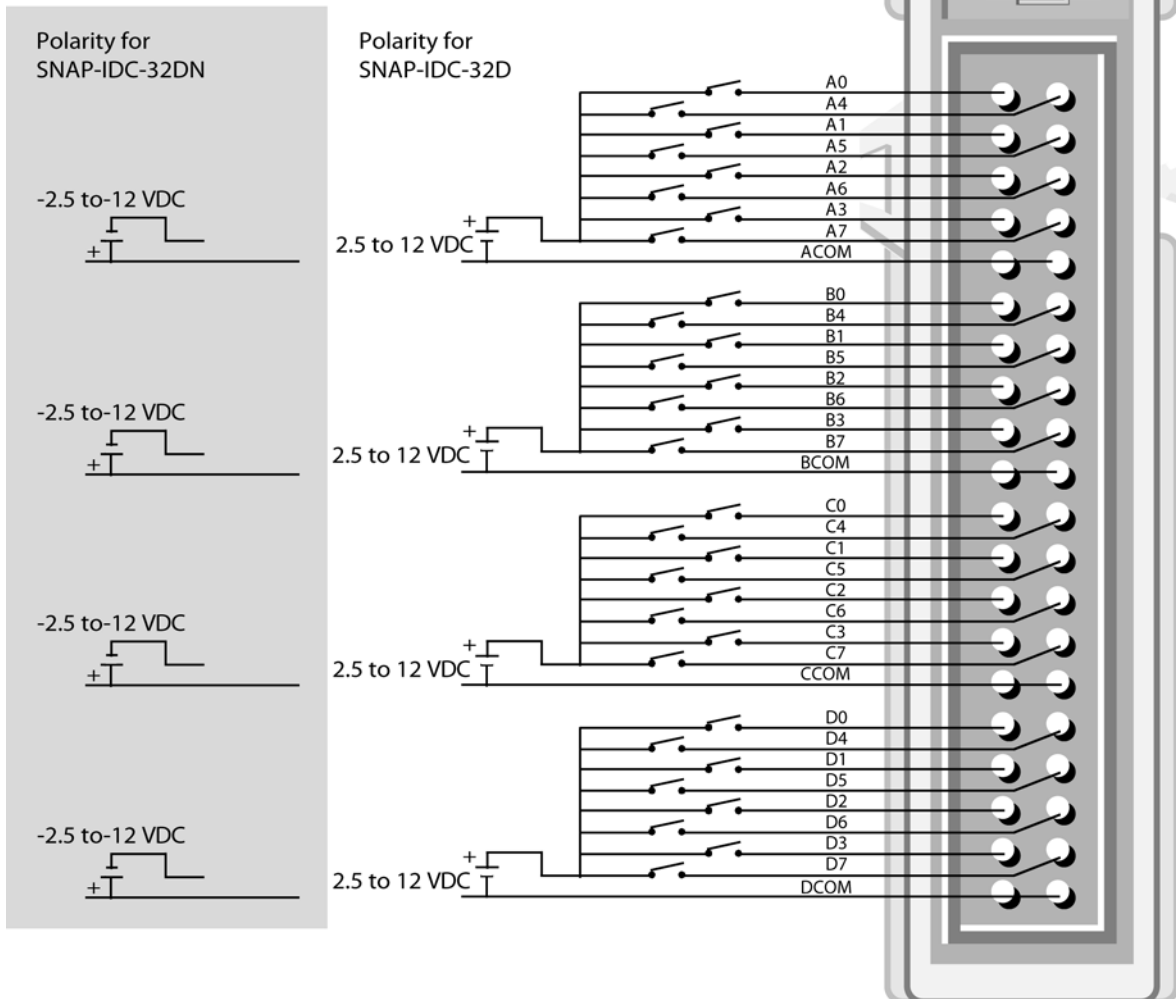 Polarity for
SNAP-IDC-32DN
Polarity for
SNAP-IDC-32D
A0
A4
A1
A5
A2
A6
A3
A7
ACOM
-2.5 to-12 VDC
+
+
2.5 to 12 VDC
B0
B4
B1
B5
B2
B6
B3
B7
BCOM
-2.5 to-12 VDC
+
+
2.5 to 12 VDC
C0
C4
C1
C5
C2
C6
C3
C7
CCOM
-2.5 to-12 VDC
+
+
2.5 to 12 VDC
D0
D4
D1
D5
D2
D6
D3
D7
DCOM
-2.5 to-12 VDC
+
+
2.5 to 12 VDC